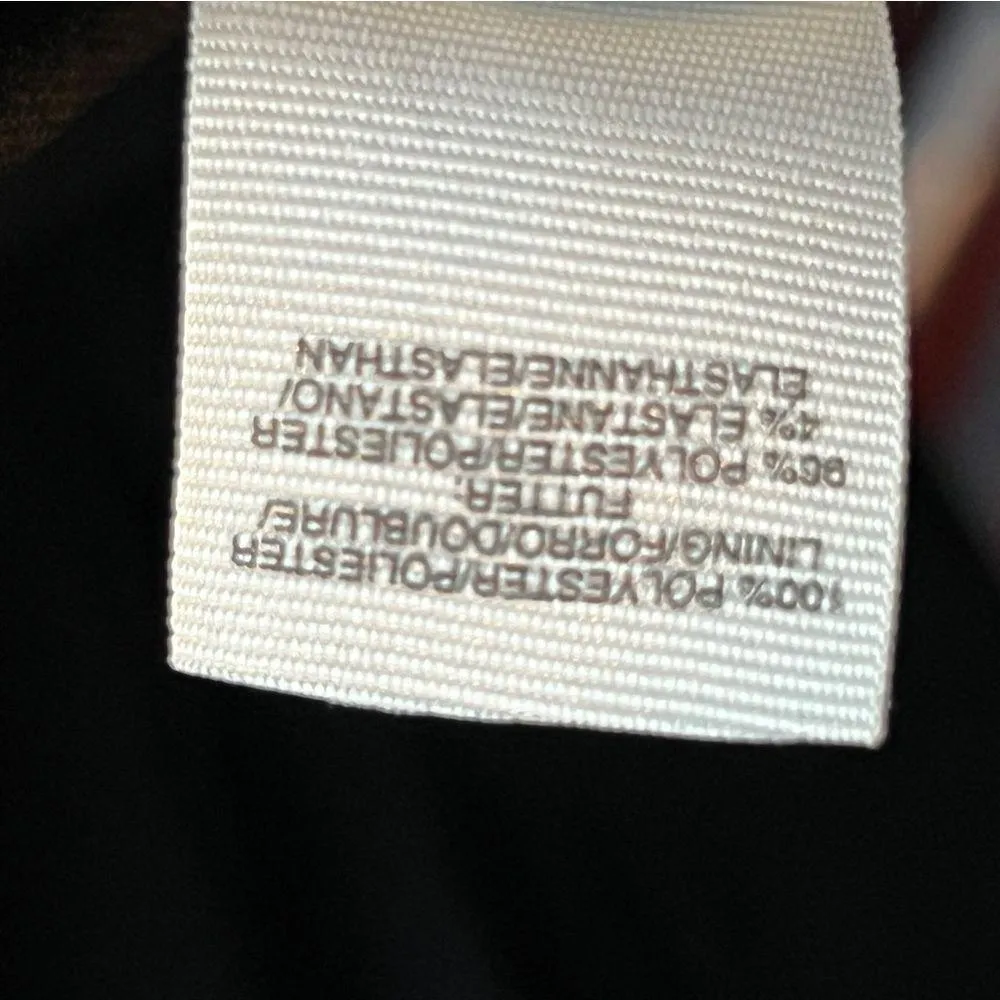 100% POLYESTER/POLIESTER
LINING/FORRO/DOUBLURE/
FUTTER:
96% POLYESTER/POLIESTER
4% ELASTANE/ELASTANO/
ELASTHANNE/ELASTHAN